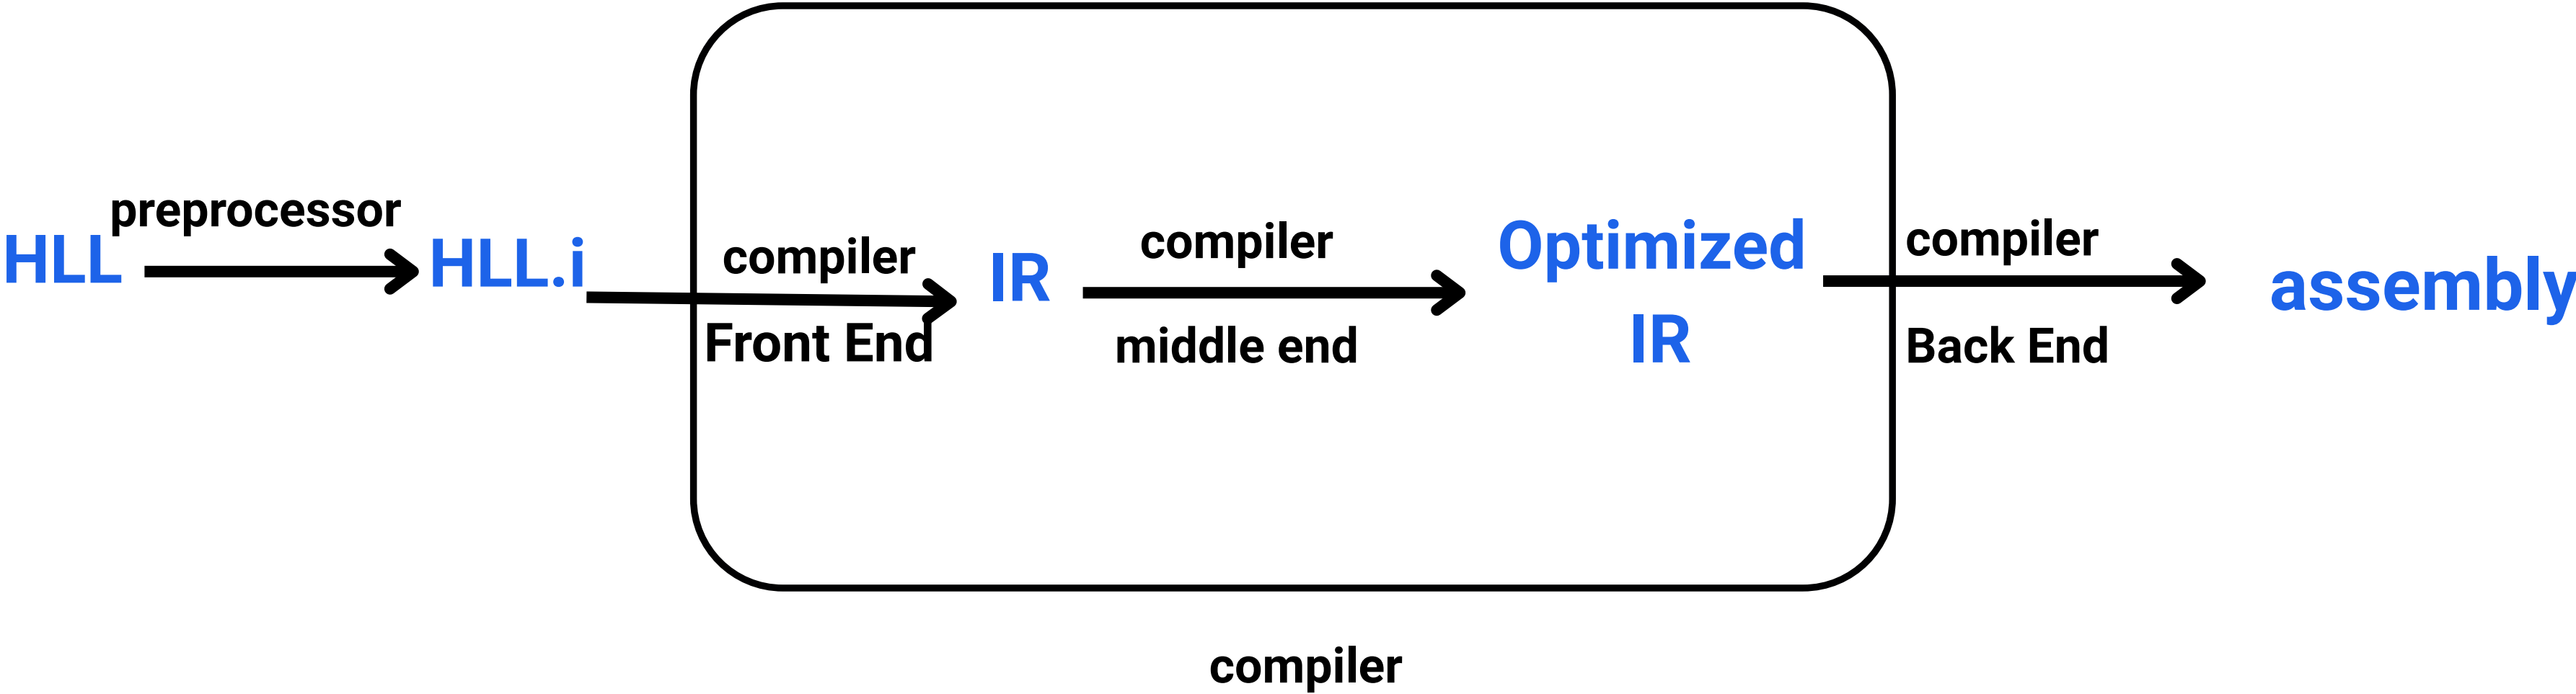 HLL
preprocessor
HLL.i
compiler
Front End
IR
compiler
middle end
Optimized
IR
compiler
Back End
assembly
compiler